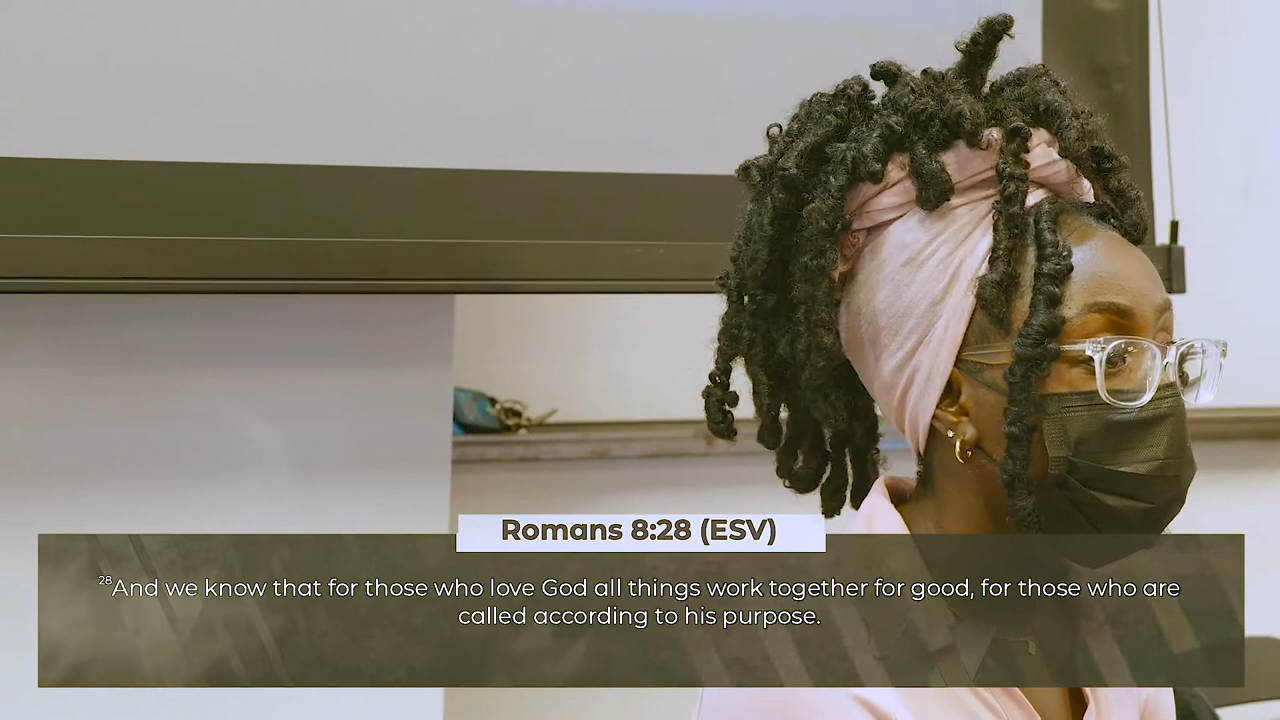 Romans 8:28 (ESV)
28And we know that for those who love God all things work together for good, for those who are
called according to his purpose.